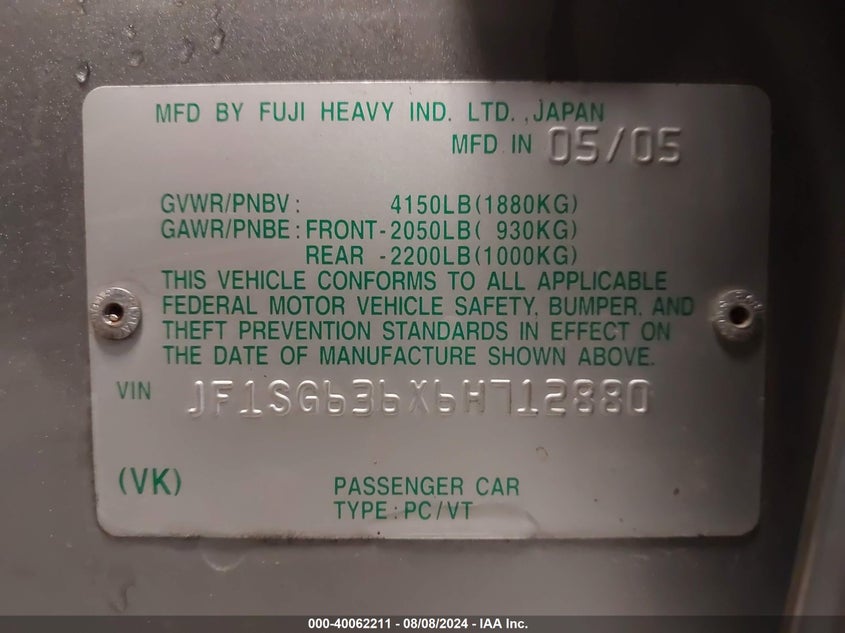 MFD BY FUJI HEAVY IND. LTD., JAPAN
MFD IN 05/05
GVWR/PNBV: 4150LB(1880KG)
GAWR/PNBE: FRONT-2050LB( 930KG)
REAR -2200LB(1000KG)
THIS VEHICLE CONFORMS TO ALL APPLICABLE
FEDERAL MOTOR VEHICLE SAFETY, BUMPER, AND
THEFT PREVENTION STANDARDS IN EFFECT ON
THE DATE OF MANUFACTURE SHOWN ABOVE.
VIN JF1SG636X6H712880
(VK) PASSENGER CAR
TYPE: PC/VT
000-40062211 - 08/08/2024 - IAA Inc.